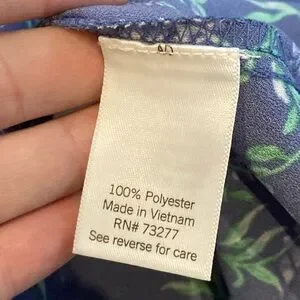 100% Polyester
Made in Vietnam
RN# 73277
See reverse for care